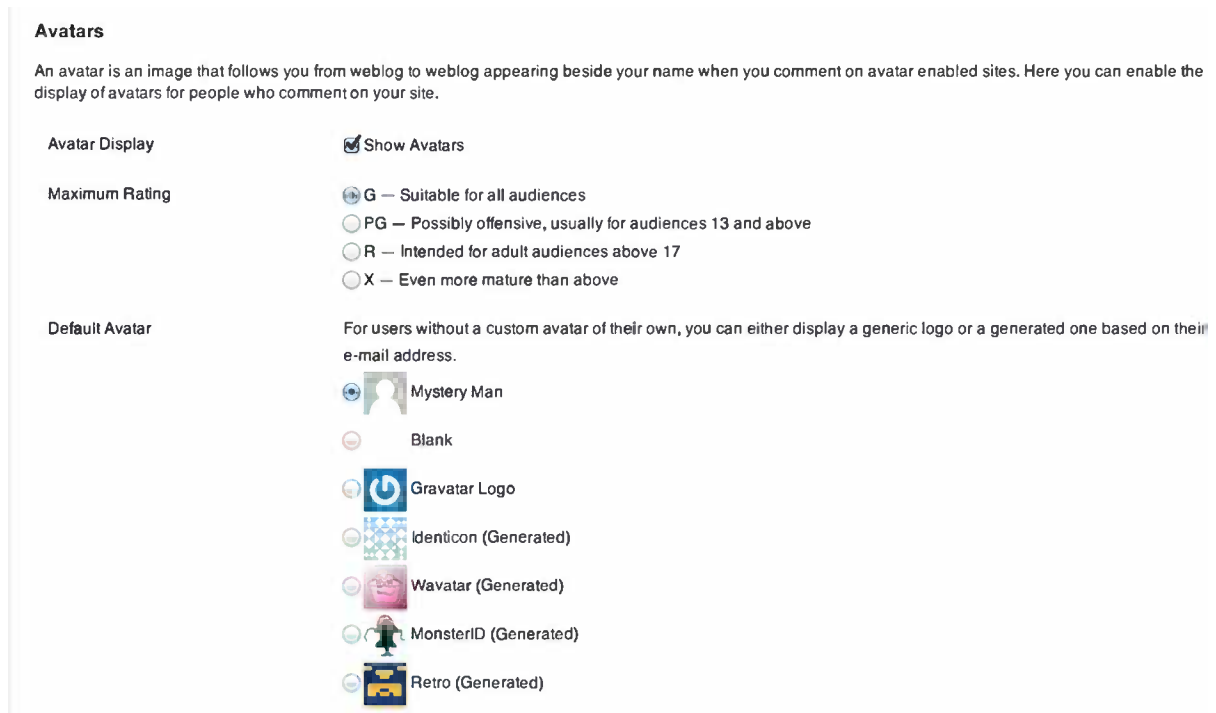 Avatars
An avatar is an image that follows you from weblog to weblog appearing beside your name when you comment on avatar enabled sites. Here you can enable the
display of avatars for people who comment on your site.
Avatar Display
Show Avatars
Maximum Rating
G — Suitable for all audiences
PG — Possibly offensive, usually for audiences 13 and above
R — Intended for adult audiences above 17
X — Even more mature than above
Default Avatar
For users without a custom avatar of their own, you can either display a generic logo or a generated one based on their
e-mail address.
Mystery Man
Blank
Gravatar Logo
Identicon (Generated)
Wavatar (Generated)
MonsterID (Generated)
Retro (Generated)